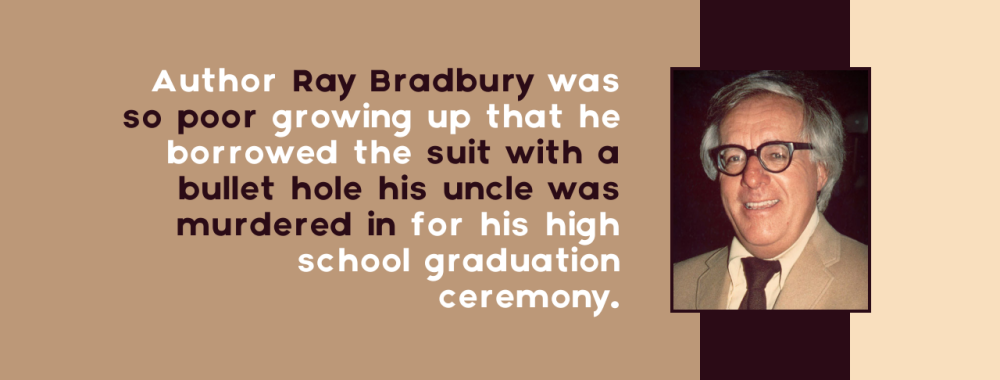 Author Ray Bradbury was
so poor growing up that he
borrowed the suit with a
bullet hole his uncle was
murdered in for his high
school graduation
ceremony.